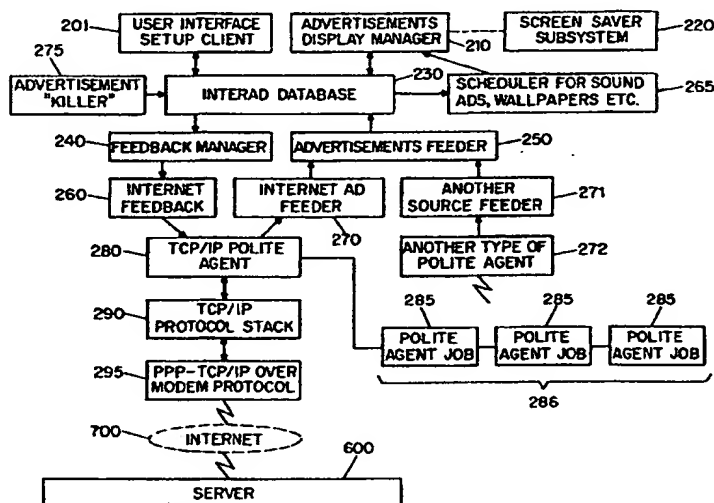 201
USER INTERFACE
SETUP CLIENT
ADVERTISEMENTS
DISPLAY MANAGER
210
SCREEN SAVER
SUBSYSTEM
220
275
ADVERTISEMENT
"KILLER"
INTERAD DATABASE
230
SCHEDULER FOR SOUND
ADS, WALLPAPERS ETC.
265
240
FEEDBACK MANAGER
ADVERTISEMENTS FEEDER
250
260
INTERNET
FEEDBACK
INTERNET AD
FEEDER
270
ANOTHER
SOURCE FEEDER
271
280
TCP/IP POLITE
AGENT
ANOTHER TYPE OF
POLITE AGENT
272
290
TCP/IP
PROTOCOL STACK
285
POLITE
AGENT JOB
285
POLITE
AGENT JOB
285
POLITE
AGENT JOB
286
295
PPP-TCP/IP OVER
MODEM PROTOCOL
700
INTERNET
600
SERVER